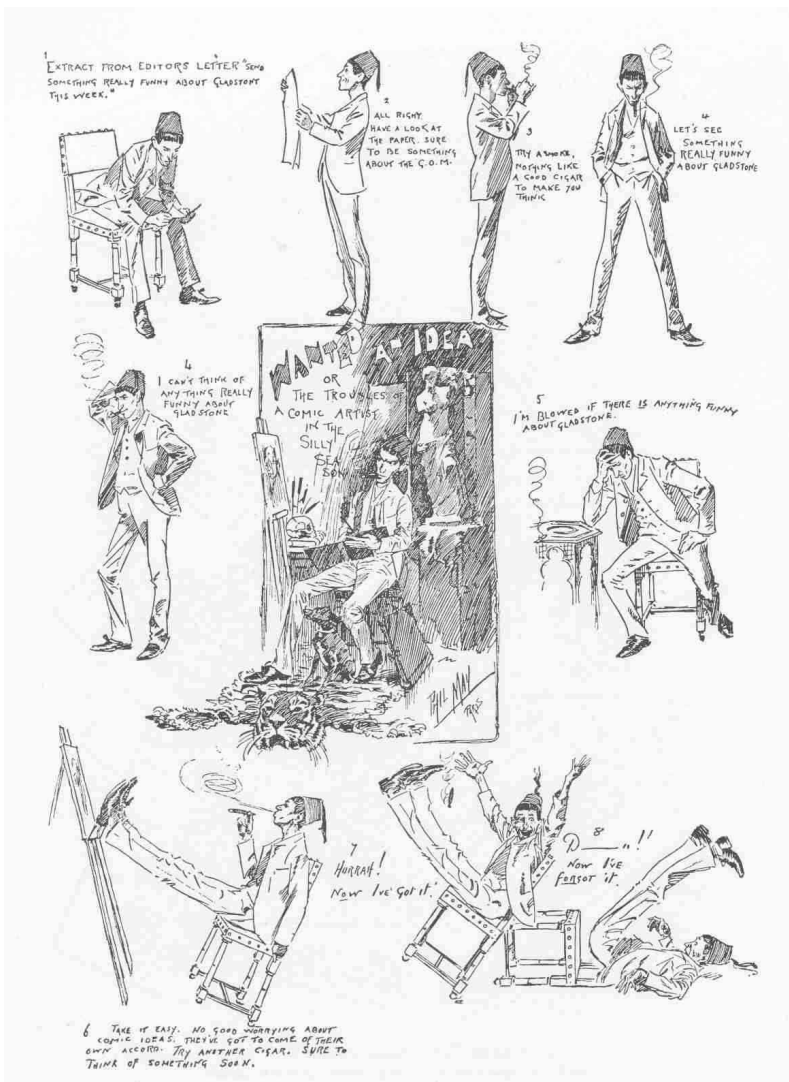 1
EXTRACT FROM EDITORS LETTER "SEND
SOMETHING REALLY FUNNY ABOUT GLADSTONE
THIS WEEK."
2
ALL RIGHT.
HAVE A LOOK AT
THE PAPER. SURE
TO BE SOMETHING
ABOUT THE G.O.M.
3
TRY A SMOKE,
NOTHING LIKE
A GOOD CIGAR
TO MAKE YOU
THINK
4
LET'S SEE
SOMETHING
REALLY FUNNY
ABOUT GLADSTONE
4
I CAN'T THINK OF
ANYTHING REALLY
FUNNY ABOUT
GLADSTONE
WANTED AN IDEA
OR
THE TROUBLES OF
A COMIC ARTIST
IN THE
SILLY
SEA
SON
PHIL MAY
5
I'M BLOWED IF THERE IS ANYTHING FUNNY
ABOUT GLADSTONE.
6 TAKE IT EASY. NO GOOD WORRYING ABOUT
COMIC IDEAS. THEY'VE GOT TO COME OF THEIR
OWN ACCORD. TRY ANOTHER CIGAR. SURE TO
THINK OF SOMETHING SOON.
7
HURRAH!
NOW I'VE GOT IT!
8
D——n!!
NOW I'VE
FORGOT IT.